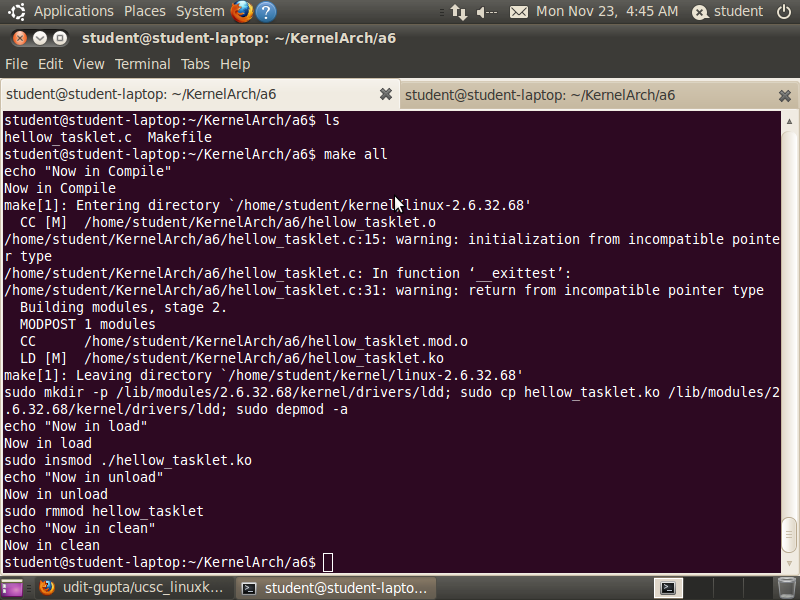 Applications Places System ? Mon Nov 23, 4:45 AM student
student@student-laptop: ~/KernelArch/a6
File Edit View Terminal Tabs Help
student@student-laptop: ~/KernelArch/a6 student@student-laptop: ~/KernelArch/a6
student@student-laptop:~/KernelArch/a6$ ls
hellow_tasklet.c  Makefile
student@student-laptop:~/KernelArch/a6$ make all
echo "Now in Compile"
Now in Compile
make[1]: Entering directory `/home/student/kernel/linux-2.6.32.68'
  CC [M]  /home/student/KernelArch/a6/hellow_tasklet.o
/home/student/KernelArch/a6/hellow_tasklet.c:15: warning: initialization from incompatible pointe
r type
/home/student/KernelArch/a6/hellow_tasklet.c: In function ‘__exittest’:
/home/student/KernelArch/a6/hellow_tasklet.c:31: warning: return from incompatible pointer type
  Building modules, stage 2.
  MODPOST 1 modules
  CC      /home/student/KernelArch/a6/hellow_tasklet.mod.o
  LD [M]  /home/student/KernelArch/a6/hellow_tasklet.ko
make[1]: Leaving directory `/home/student/kernel/linux-2.6.32.68'
sudo mkdir -p /lib/modules/2.6.32.68/kernel/drivers/ldd; sudo cp hellow_tasklet.ko /lib/modules/2
.6.32.68/kernel/drivers/ldd; sudo depmod -a
echo "Now in load"
Now in load
sudo insmod ./hellow_tasklet.ko
echo "Now in unload"
Now in unload
sudo rmmod hellow_tasklet
echo "Now in clean"
Now in clean
student@student-laptop:~/KernelArch/a6$
udit-gupta/ucsc_linuxk... student@student-lapto...